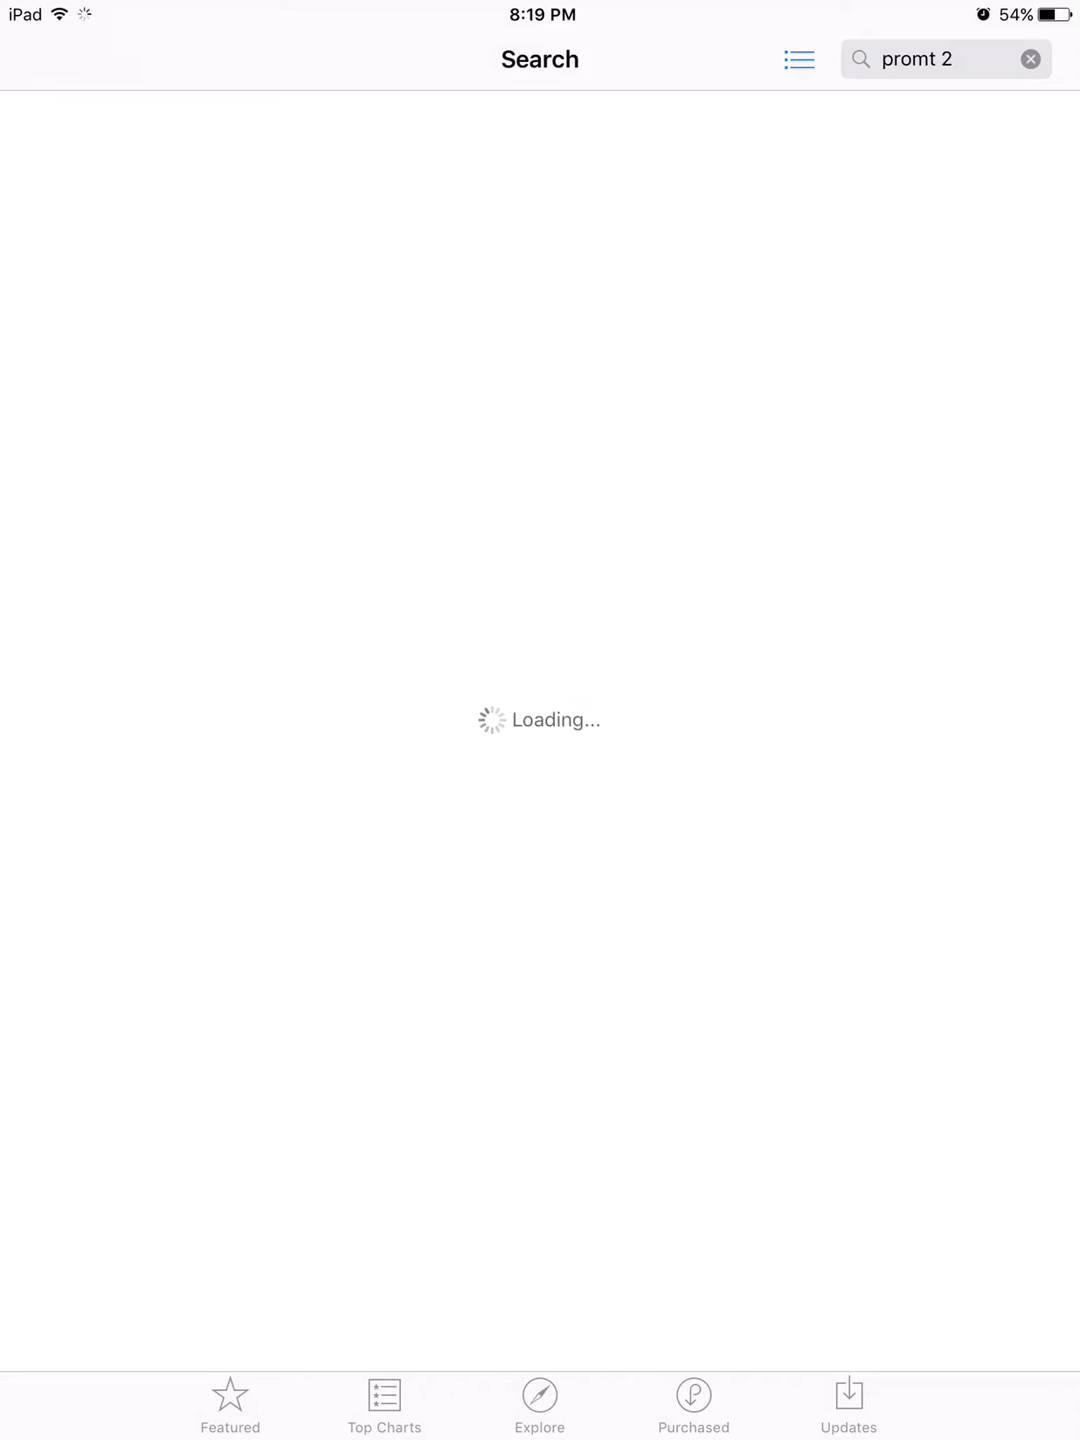 iPad 8:19 PM 54%
Search promt 2
Loading...
Featured Top Charts Explore Purchased Updates